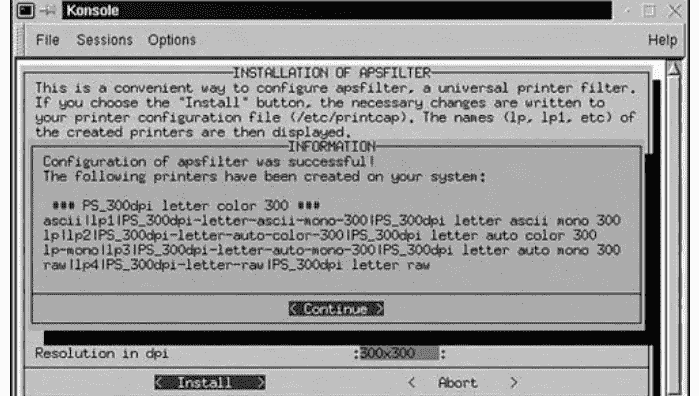 Konsole
File Sessions Options Help
INSTALLATION OF APSFILTER
This is a convenient way to configure apsfilter, a universal printer filter.
If you choose the "Install" button, the necessary changes are written to
your printer configuration file (/etc/printcap). The names (lp, lp1, etc) of
the created printers are then displayed.
INFORMATION
Configuration of apsfilter was successful!
The following printers have been created on your system:
### PS_300dpi letter color 300 ###
ascii|lp1|PS_300dpi-letter-ascii-mono-300|PS_300dpi letter ascii mono 300
lp|lp2|PS_300dpi-letter-auto-color-300|PS_300dpi letter auto color 300
lp-mono|lp3|PS_300dpi-letter-auto-mono-300|PS_300dpi letter auto mono 300
raw|lp4|PS_300dpi-letter-raw|PS_300dpi letter raw
< Continue >
Resolution in dpi :300x300 :
< Install > < Abort >